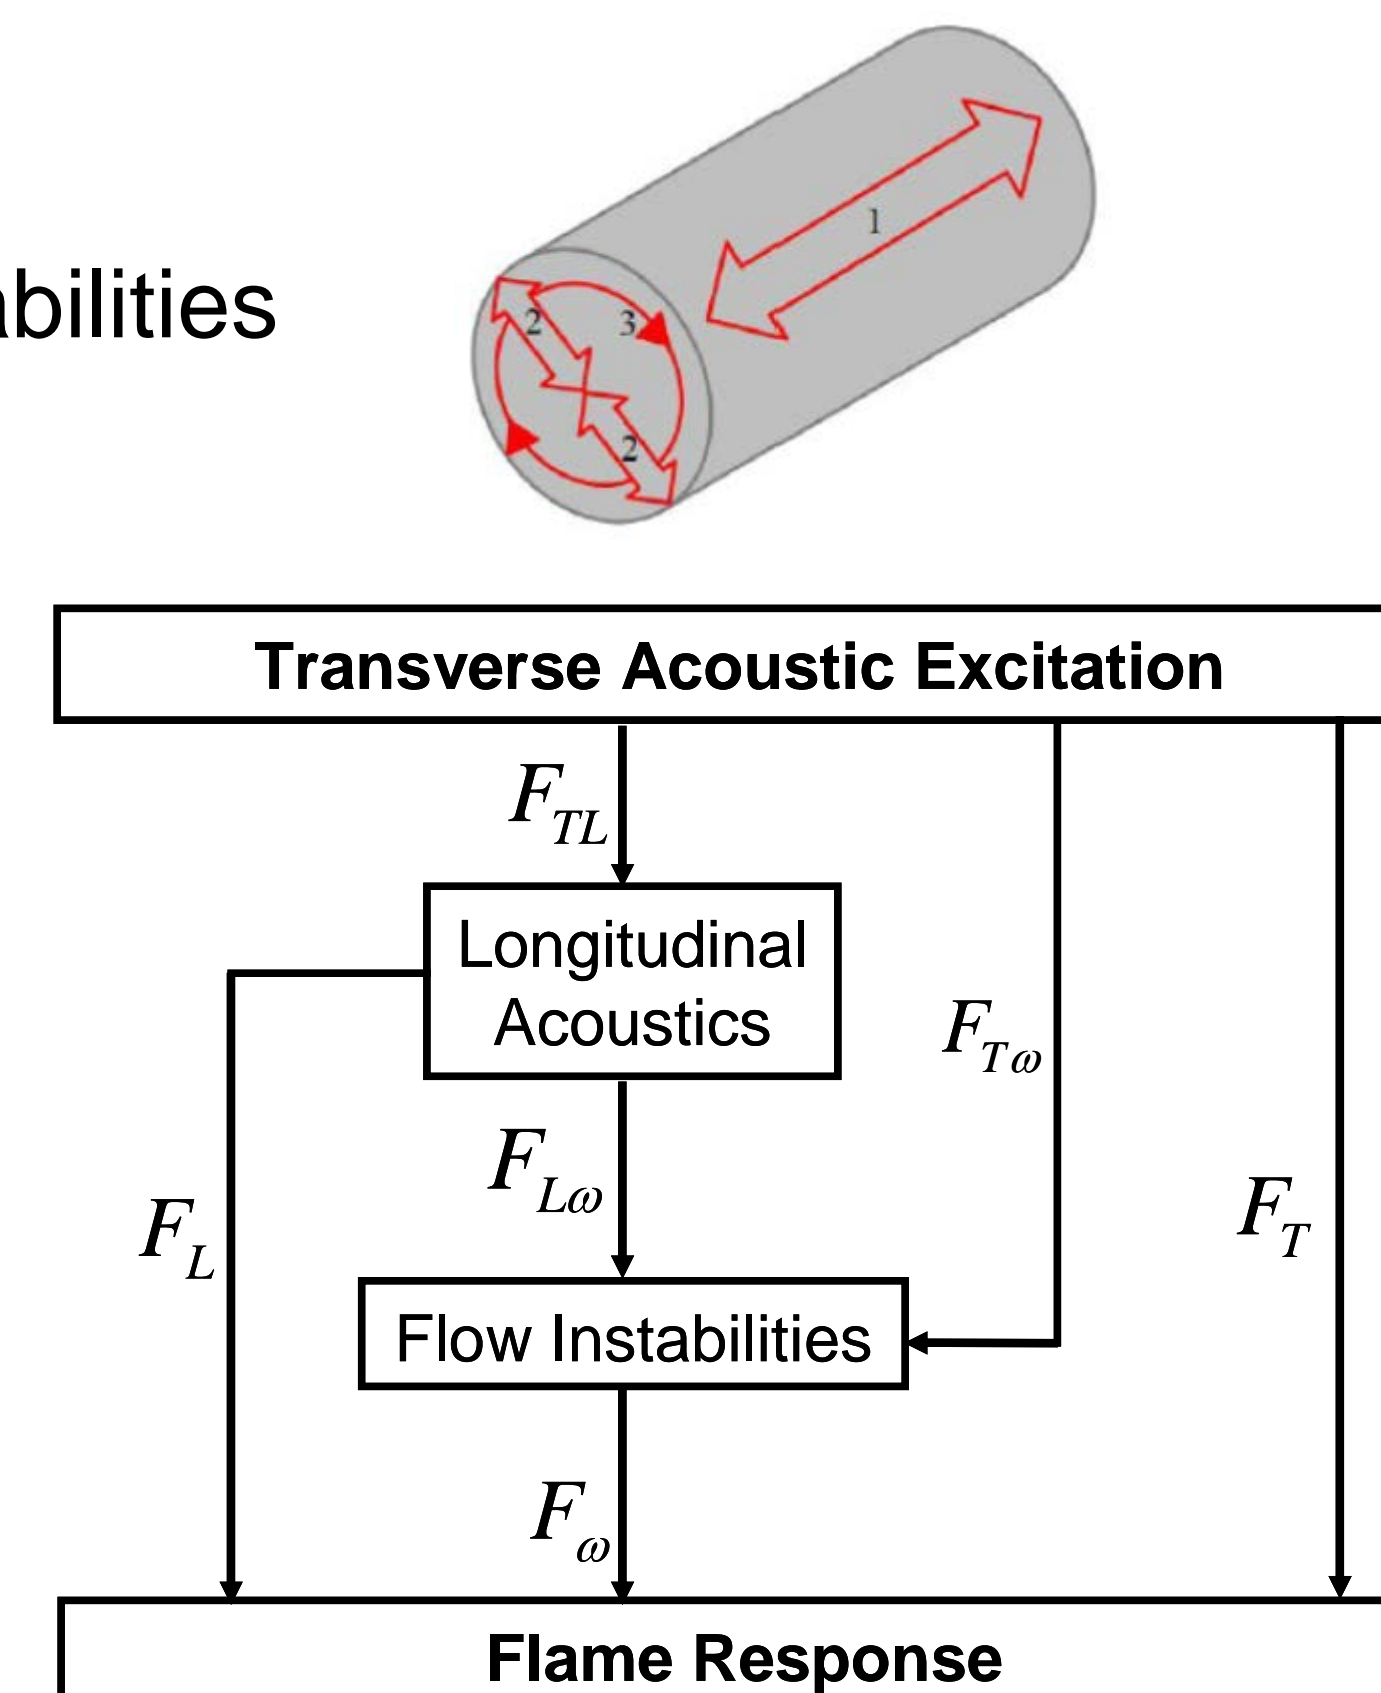 1
abilities
2
3
2
Transverse Acoustic Excitation
F_TL
Longitudinal
Acoustics
F_Tω
F_Lω
F_L
F_T
Flow Instabilities
F_ω
Flame Response